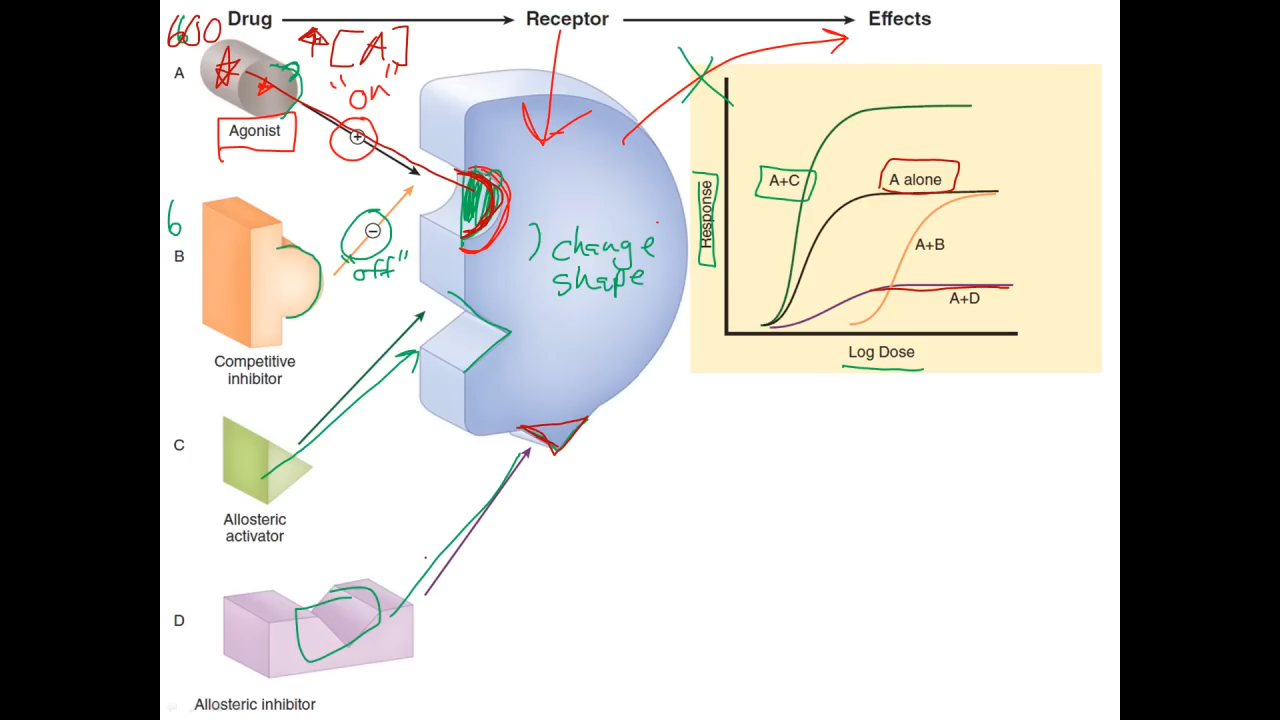 Drug Receptor Effects
600 [A]
A
"on"
Agonist
+
A+C
A alone
6
B
−
"off"
) change
shape
Response
A+B
A+D
Log Dose
Competitive
inhibitor
C
Allosteric
activator
D
Allosteric inhibitor